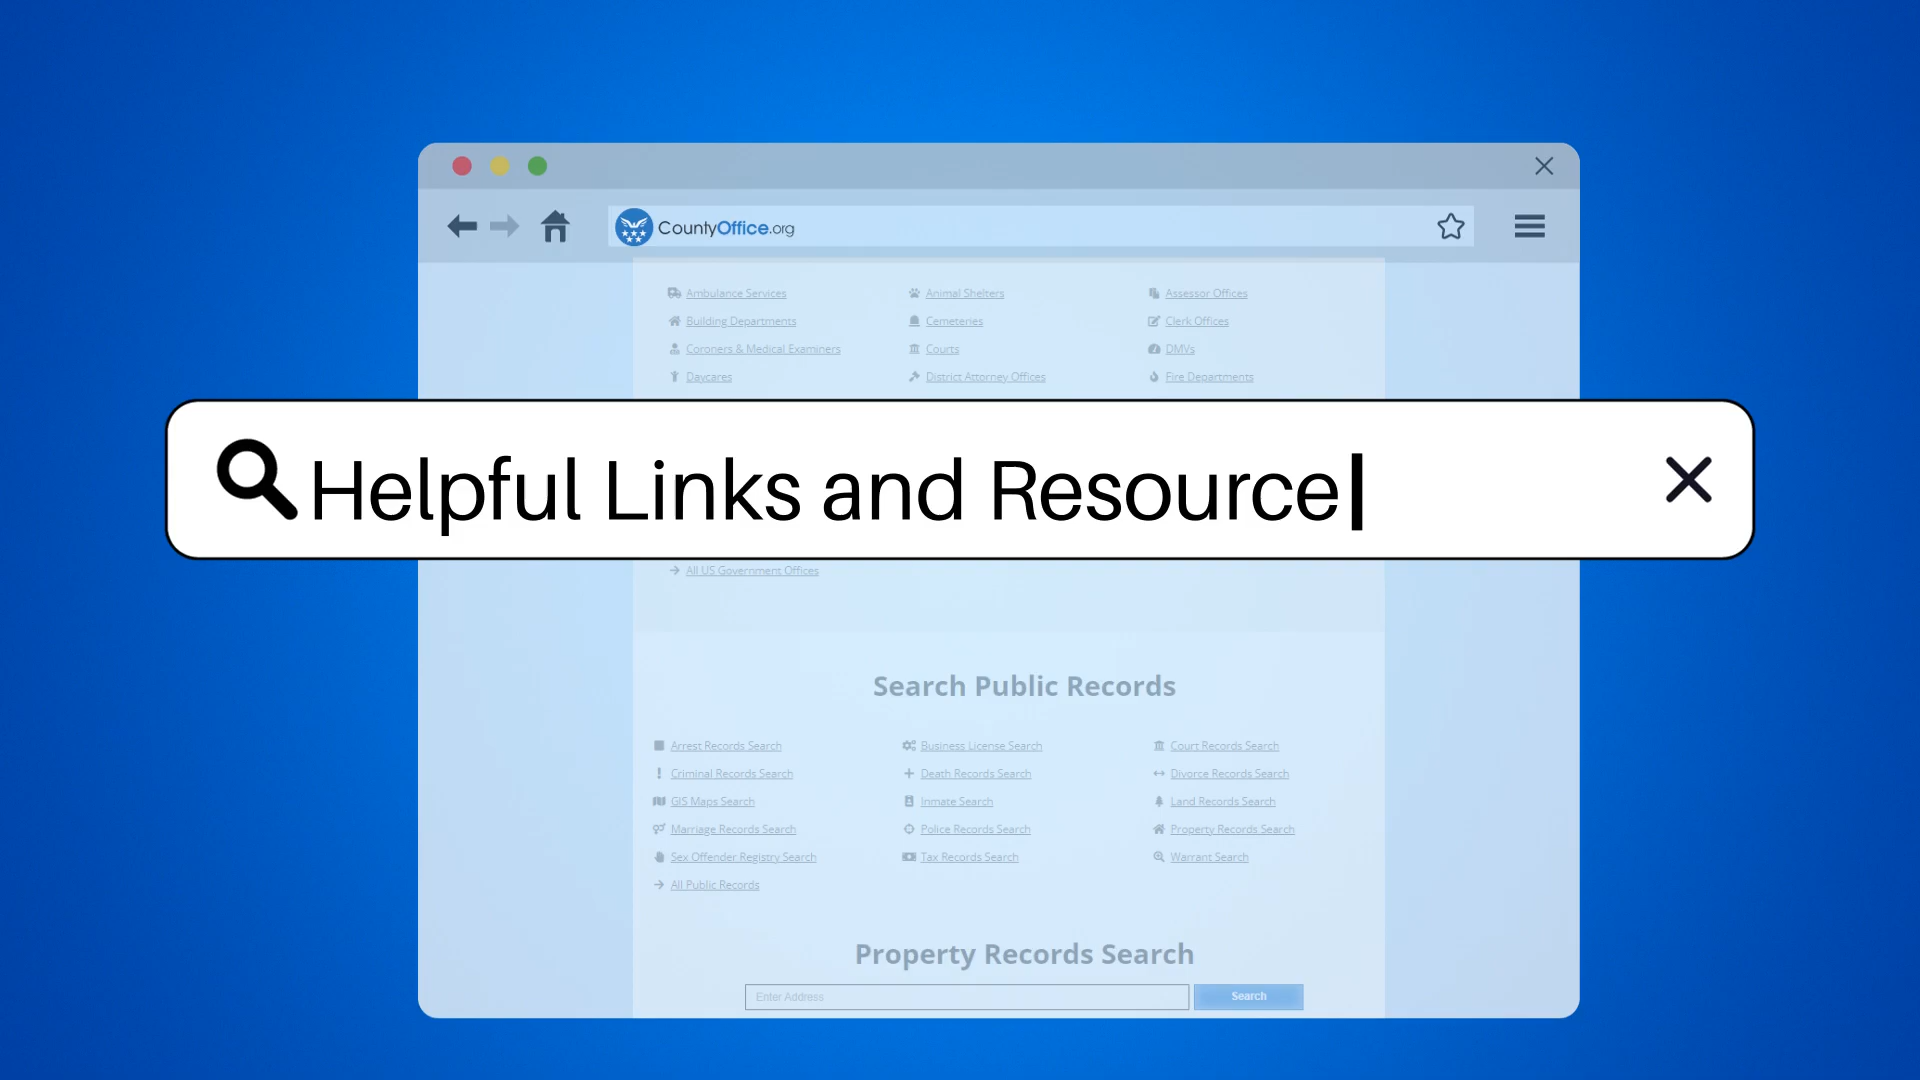 CountyOffice.org
Ambulance Services Animal Shelters Assessor Offices
Building Departments Cemeteries Clerk Offices
Coroners & Medical Examiners Courts DMVs
Daycares District Attorney Offices Fire Departments
Helpful Links and Resource
All US Government Offices
Search Public Records
Arrest Records Search Business License Search Court Records Search
Criminal Records Search Death Records Search Divorce Records Search
GIS Maps Search Inmate Search Land Records Search
Marriage Records Search Police Records Search Property Records Search
Sex Offender Registry Search Tax Records Search Warrant Search
All Public Records
Property Records Search
Enter Address Search